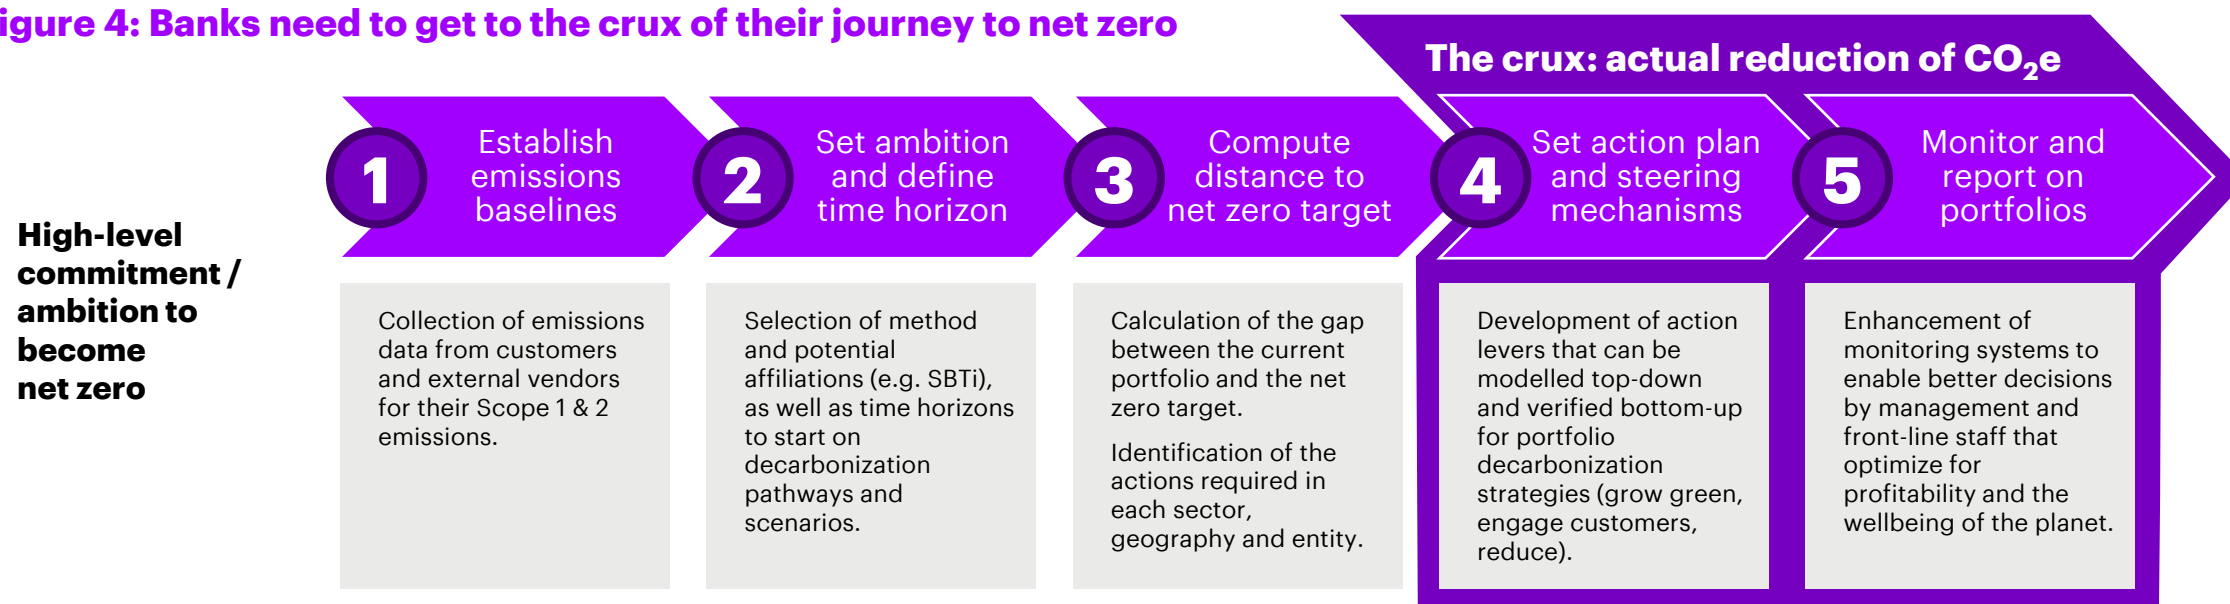 igure 4: Banks need to get to the crux of their journey to net zero
The crux: actual reduction of CO₂e
High-level
commitment /
ambition to
become
net zero
1
Establish
emissions
baselines
Collection of emissions
data from customers
and external vendors
for their Scope 1 & 2
emissions.
2
Set ambition
and define
time horizon
Selection of method
and potential
affiliations (e.g. SBTi),
as well as time horizons
to start on
decarbonization
pathways and
scenarios.
3
Compute
distance to
net zero target
Calculation of the gap
between the current
portfolio and the net
zero target.
Identification of the
actions required in
each sector,
geography and entity.
4
Set action plan
and steering
mechanisms
Development of action
levers that can be
modelled top-down
and verified bottom-up
for portfolio
decarbonization
strategies (grow green,
engage customers,
reduce).
5
Monitor and
report on
portfolios
Enhancement of
monitoring systems to
enable better decisions
by management and
front-line staff that
optimize for
profitability and the
wellbeing of the planet.